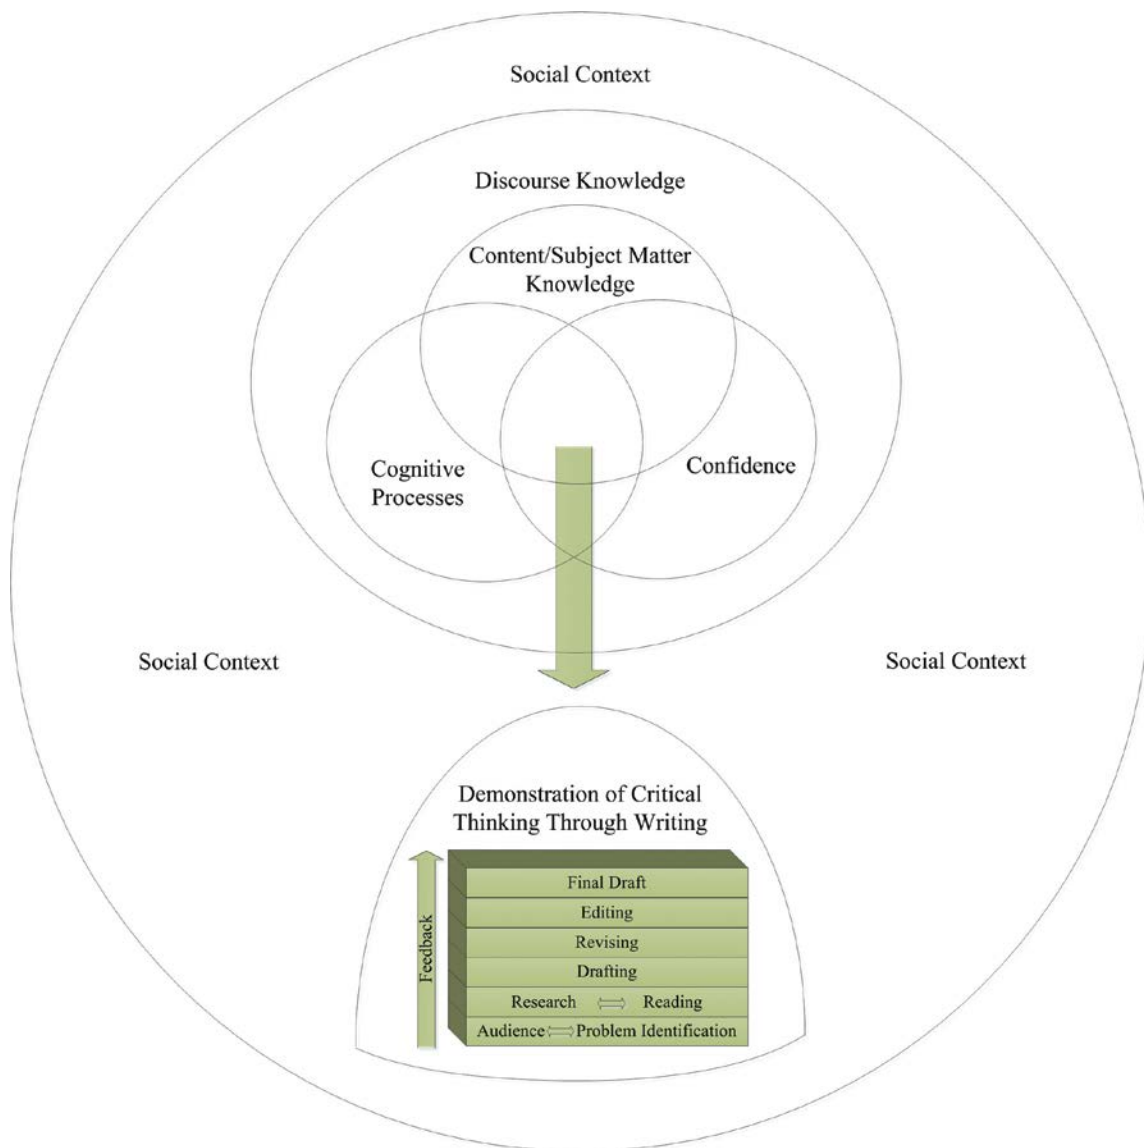 Social Context
Discourse Knowledge
Content/Subject Matter
Knowledge
Cognitive
Processes
Confidence
Social Context
Social Context
Demonstration of Critical
Thinking Through Writing
Feedback
Final Draft
Editing
Revising
Drafting
Research Reading
Audience Problem Identification